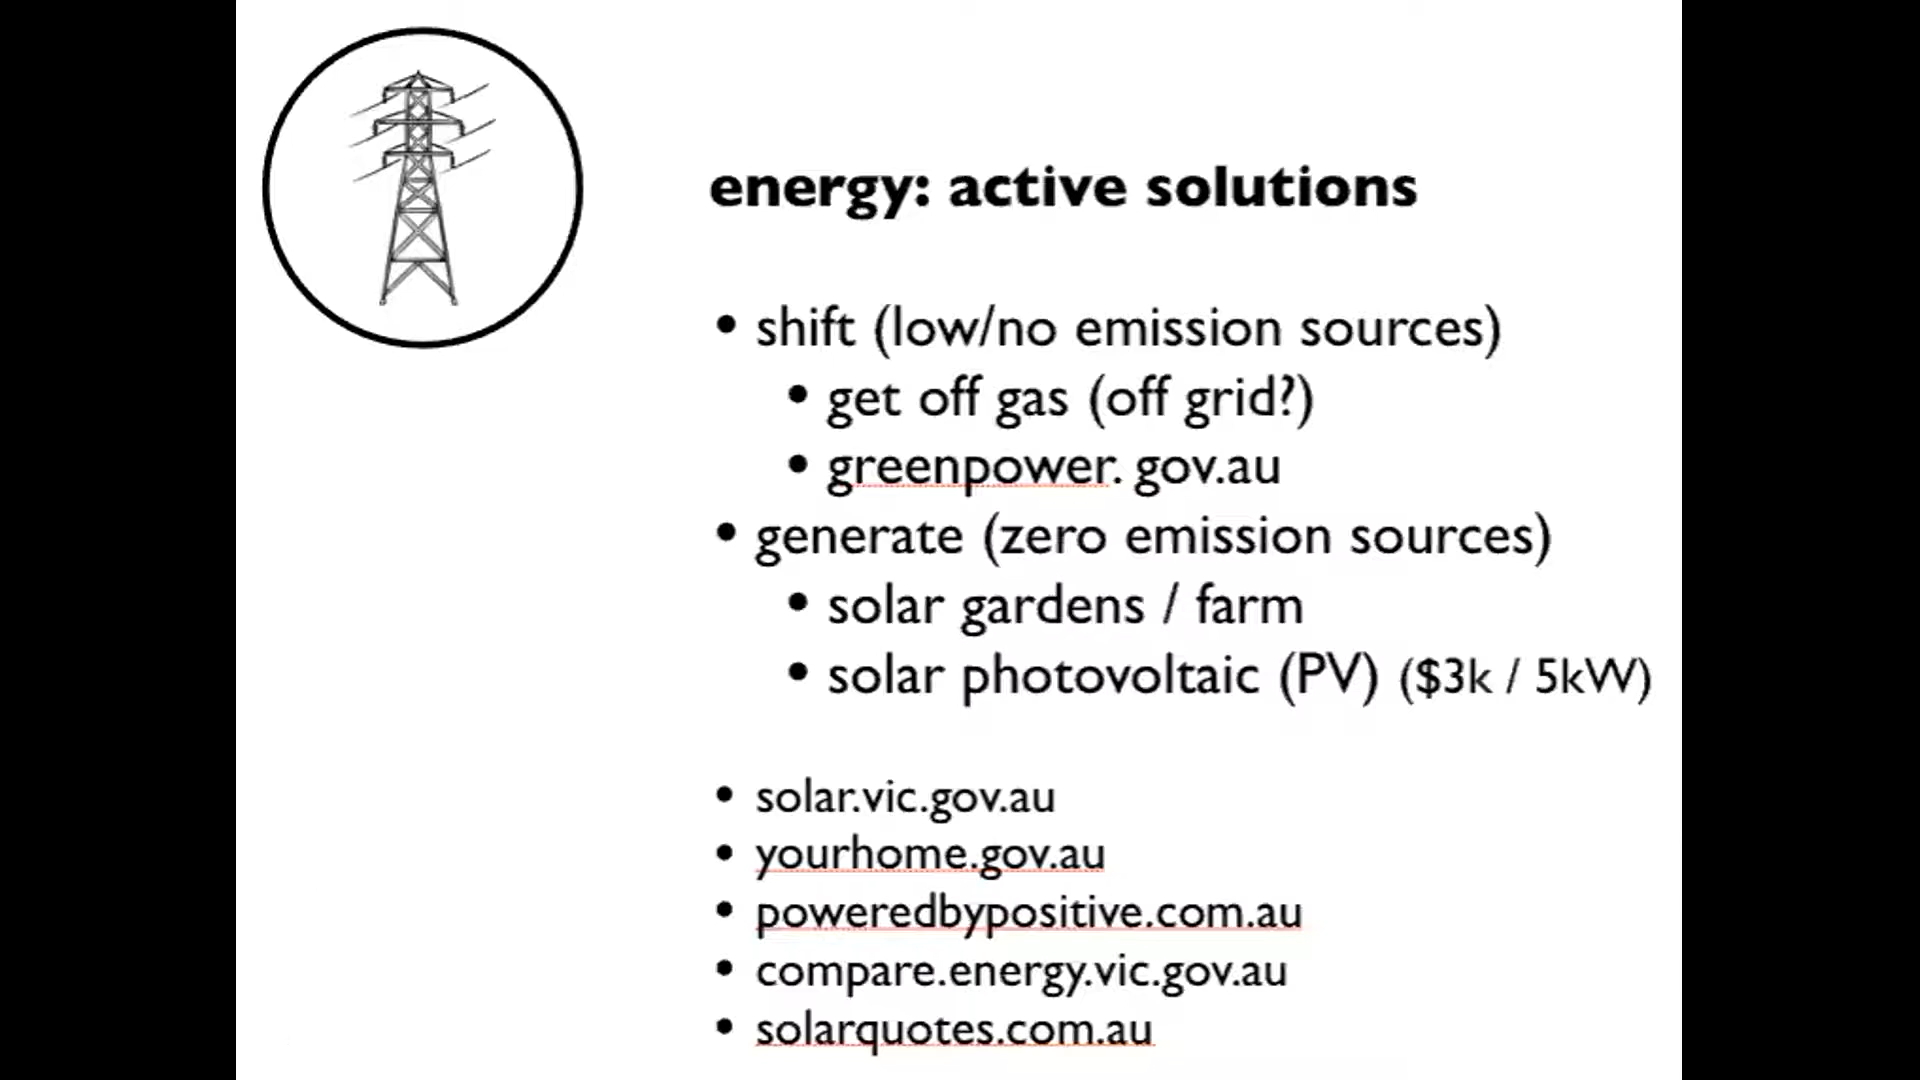 energy: active solutions
• shift (low/no emission sources)
• get off gas (off grid?)
• greenpower. gov.au
• generate (zero emission sources)
• solar gardens / farm
• solar photovoltaic (PV) ($3k / 5kW)
• solar.vic.gov.au
• yourhome.gov.au
• poweredbypositive.com.au
• compare.energy.vic.gov.au
• solarquotes.com.au